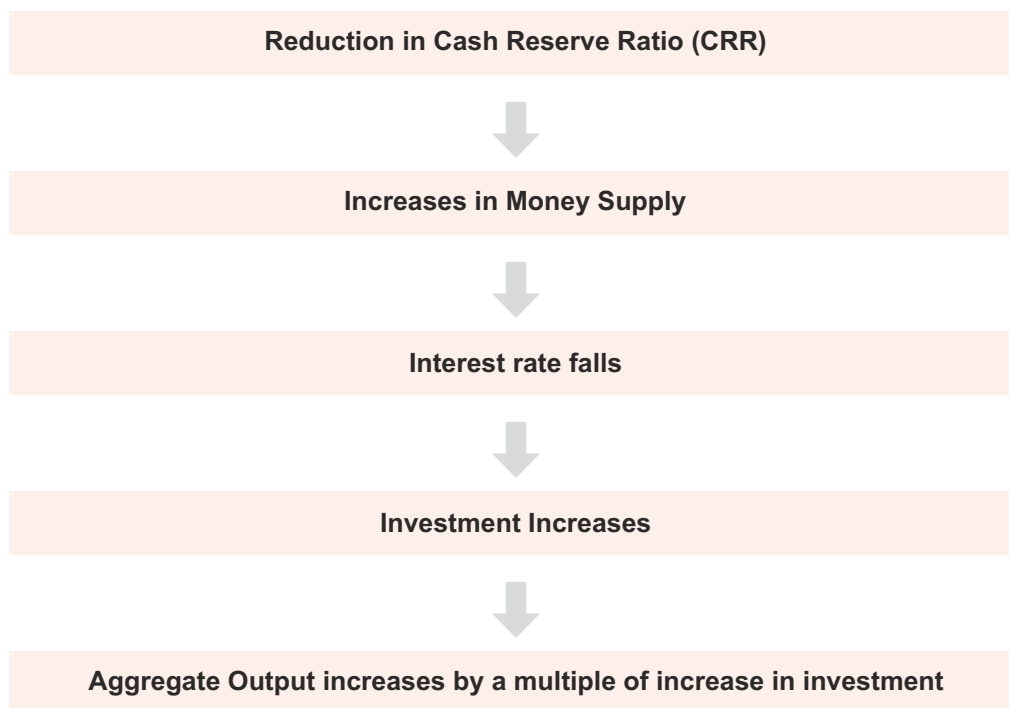 Reduction in Cash Reserve Ratio (CRR)
Increases in Money Supply
Interest rate falls
Investment Increases
Aggregate Output increases by a multiple of increase in investment